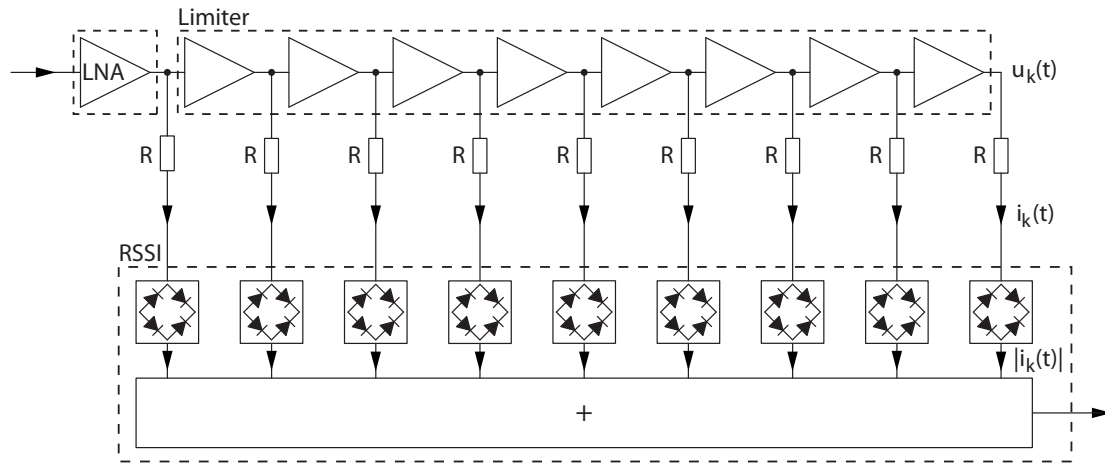 Limiter
LNA
u_k(t)
R R R R R R R R R
i_k(t)
RSSI
|i_k(t)|
+